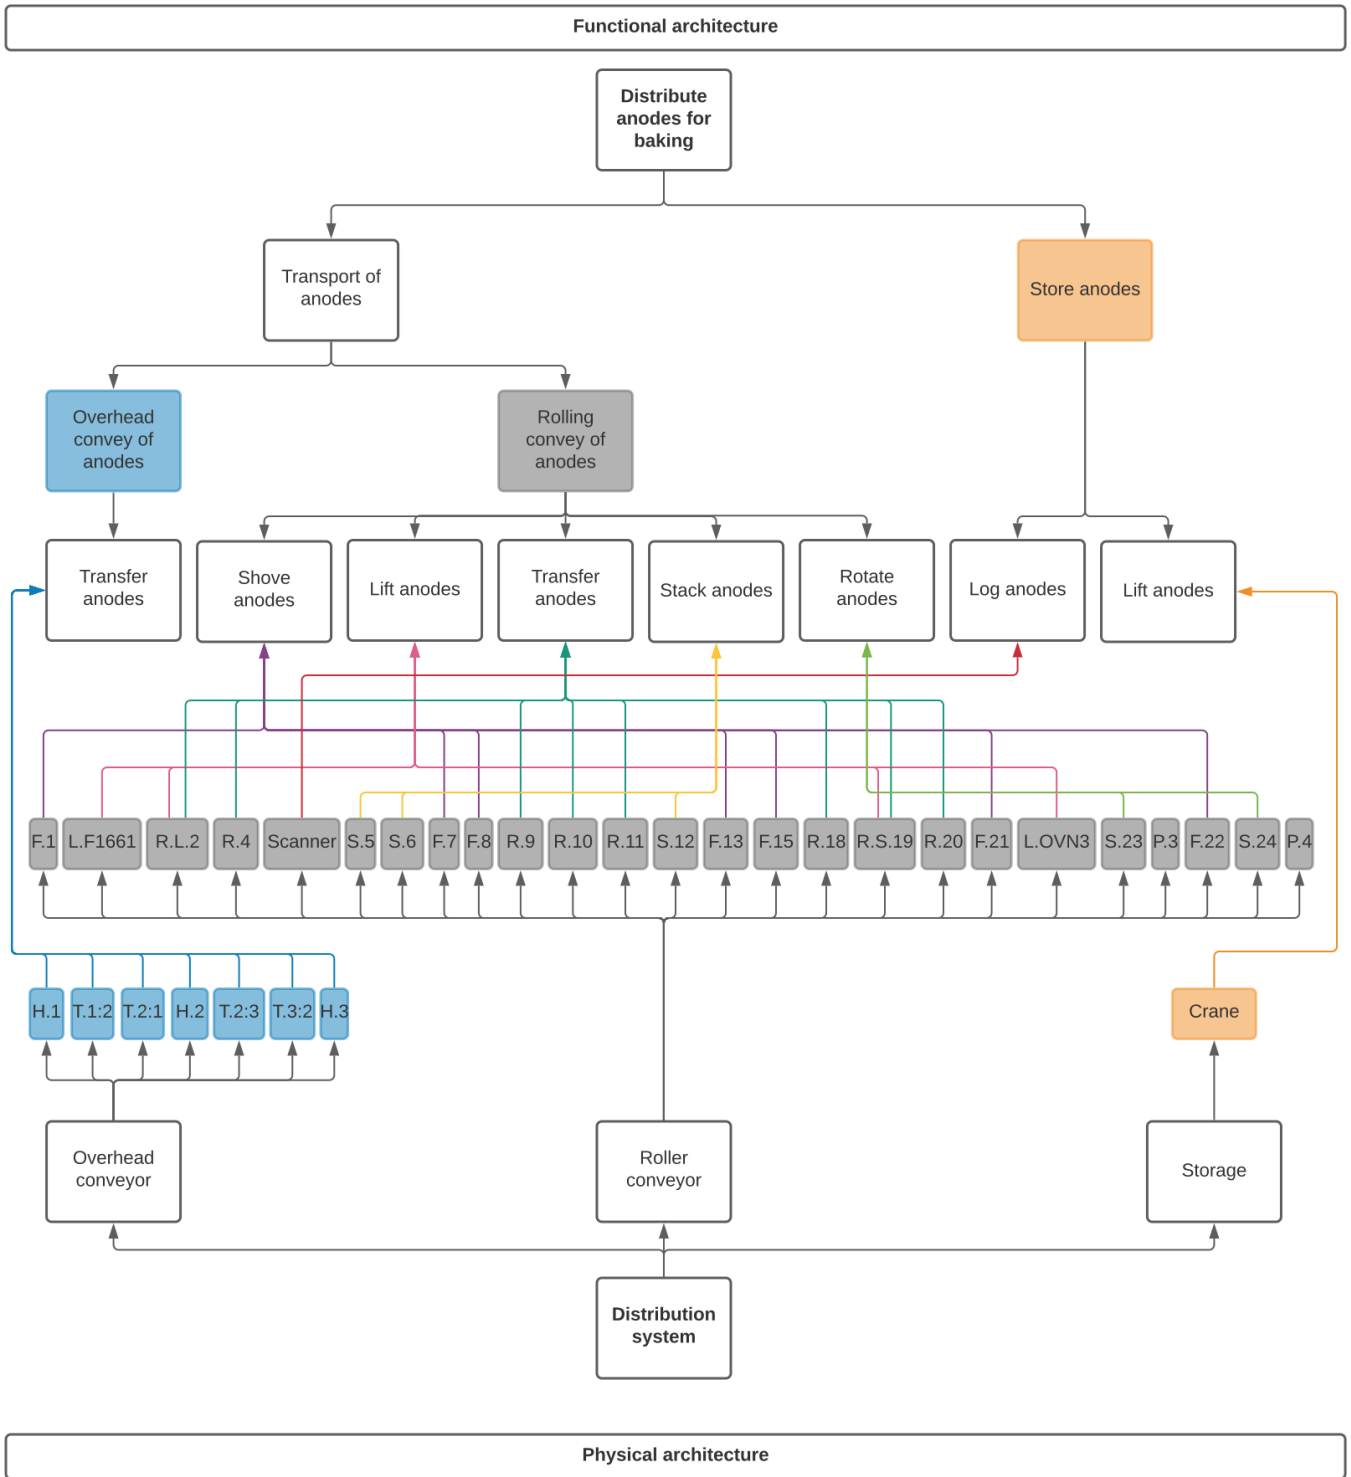 Functional architecture
Distribute
anodes for
baking
Transport of
anodes
Store anodes
Overhead
convey of
anodes
Rolling
convey of
anodes
Transfer
anodes
Shove
anodes
Lift anodes
Transfer
anodes
Stack anodes
Rotate
anodes
Log anodes
Lift anodes
F.1
L.F1661
R.L.2
R.4
Scanner
S.5
S.6
F.7
F.8
R.9
R.10
R.11
S.12
F.13
F.15
R.18
R.S.19
R.20
F.21
L.OVN3
S.23
P.3
F.22
S.24
P.4
H.1
T.1:2
T.2:1
H.2
T.2:3
T.3:2
H.3
Crane
Overhead
conveyor
Roller
conveyor
Storage
Distribution
system
Physical architecture